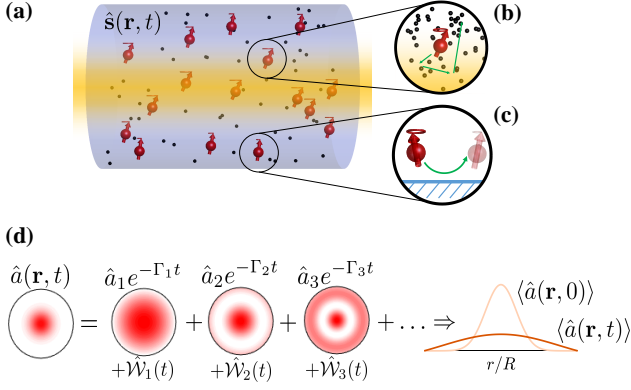 (a)
ŝ(r, t)
(b)
(c)
(d)
â(r, t) = â₁e^{-Γ₁t} + â₂e^{-Γ₂t} + â₃e^{-Γ₃t} + … ⇒
+Ŵ₁(t) +Ŵ₂(t) +Ŵ₃(t)
⟨â(r, 0)⟩
⟨â(r, t)⟩
r/R